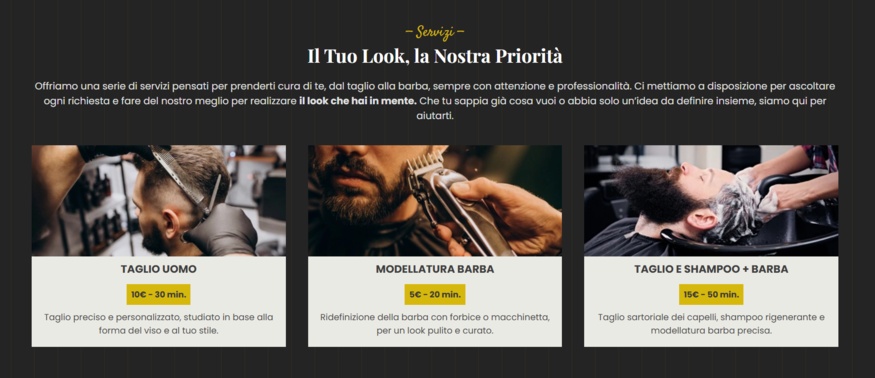 – Servizi –
Il Tuo Look, la Nostra Priorità
Offriamo una serie di servizi pensati per prenderti cura di te, dal taglio alla barba, sempre con attenzione e professionalità. Ci mettiamo a disposizione per ascoltare
ogni richiesta e fare del nostro meglio per realizzare il look che hai in mente. Che tu sappia già cosa vuoi o abbia solo un'idea da definire insieme, siamo qui per
aiutarti.
TAGLIO UOMO
10€ - 30 min.
Taglio preciso e personalizzato, studiato in base alla
forma del viso e al tuo stile.
MODELLATURA BARBA
5€ - 20 min.
Ridefinizione della barba con forbice o macchinetta,
per un look pulito e curato.
TAGLIO E SHAMPOO + BARBA
15€ - 50 min.
Taglio sartoriale dei capelli, shampoo rigenerante e
modellatura barba precisa.